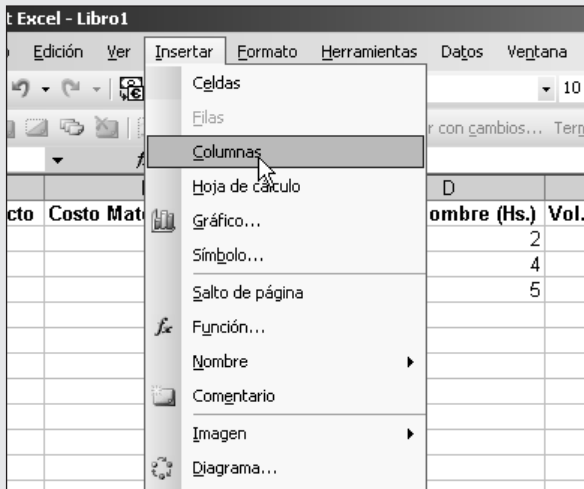 t Excel - Libro1
Edición Ver Insertar Formato Herramientas Datos Ventana
Celdas
10
Filas
r con cambios...
Columnas
Hoja de cálculo
D
cto Costo Mat
Gráfico...
ombre (Hs.) Vol.
2
Símbolo...
4
Salto de página
5
Función...
Nombre
Comentario
Imagen
Diagrama...